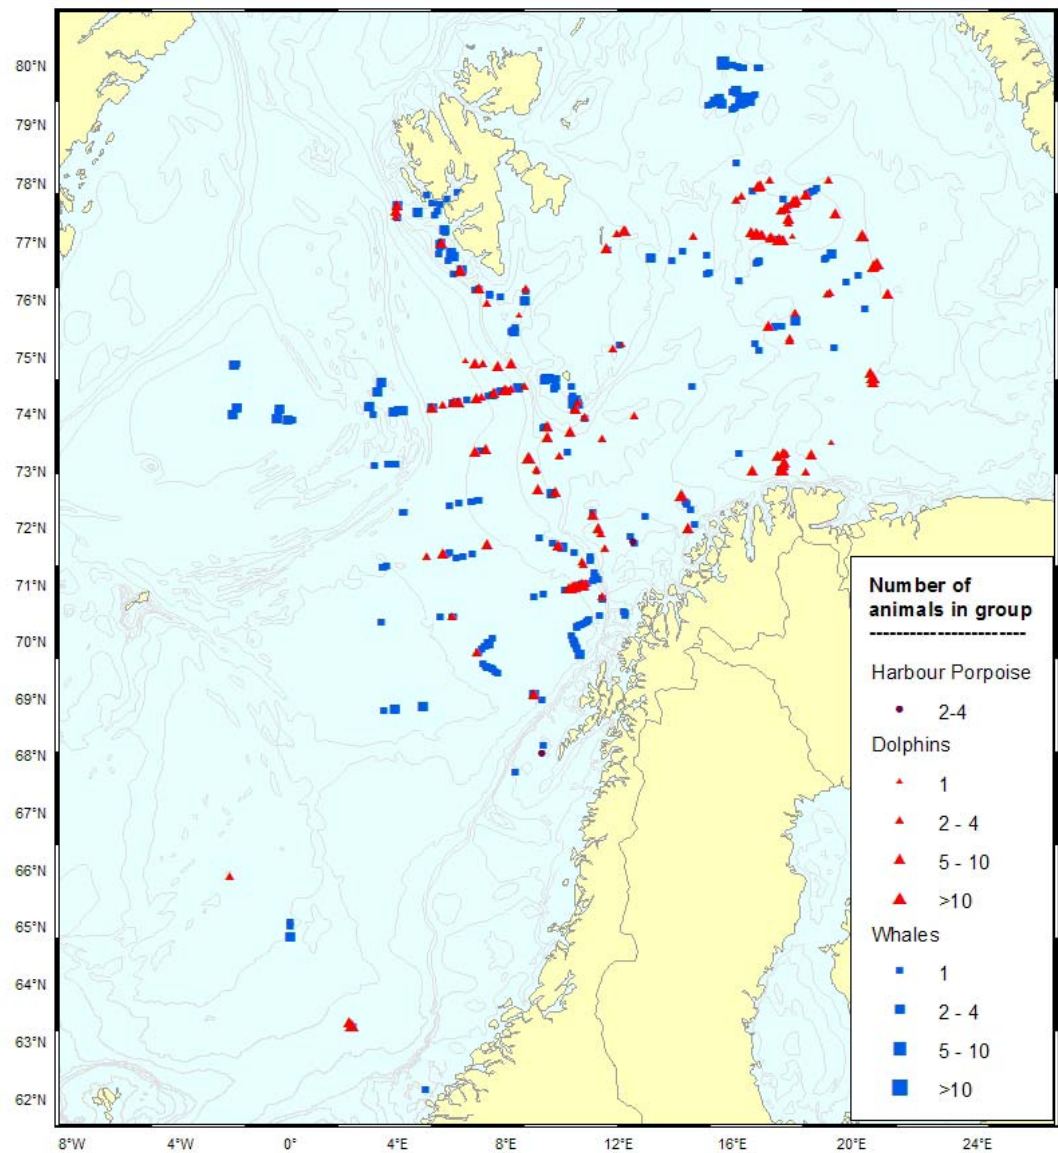 80°N
79°N
78°N
77°N
76°N
75°N
74°N
73°N
72°N
71°N
70°N
69°N
68°N
67°N
66°N
65°N
64°N
63°N
62°N
Number of
animals in group
------------------------
Harbour Porpoise
2-4
Dolphins
1
2 - 4
5 - 10
>10
Whales
1
2 - 4
5 - 10
>10
8°W 4°W 0° 4°E 8°E 12°E 16°E 20°E 24°E